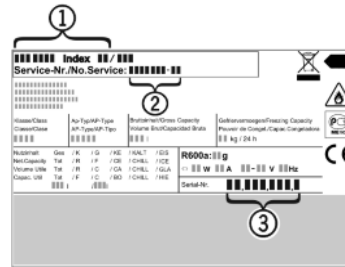 ①
Index /
Service-Nr./No.Service: -
②
Klasse/Class
Classe/Clase
Ap-Typ/AP-Type
AP-Typ/AP-Tipo
Bruttoinhalt/Gross Capacity
Volume Brut/Capacidad Bruta
Gefriervermoegen/Freezing Capacity
Pouvoir de Congel./Capac.Congeladora
kg / 24 h
Nutzinhalt Ges / K / G / KE / KALT / EIS
Net.Capacity Tot / R / F / CE / CHILL / ICE
Volume Utile Tot / R / C / CA / CHILL / GLA
Capac. Util Tot / F / C / BO / CHILL / HIE
R600a: g
W A - V Hz
Serial-Nr.
③
CE